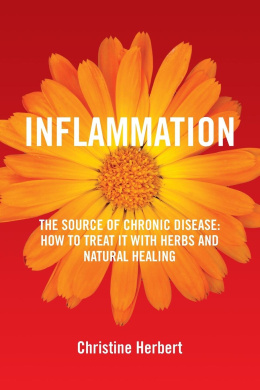 INFLAMMATION
THE SOURCE OF CHRONIC DISEASE:
HOW TO TREAT IT WITH HERBS AND
NATURAL HEALING
Christine Herbert